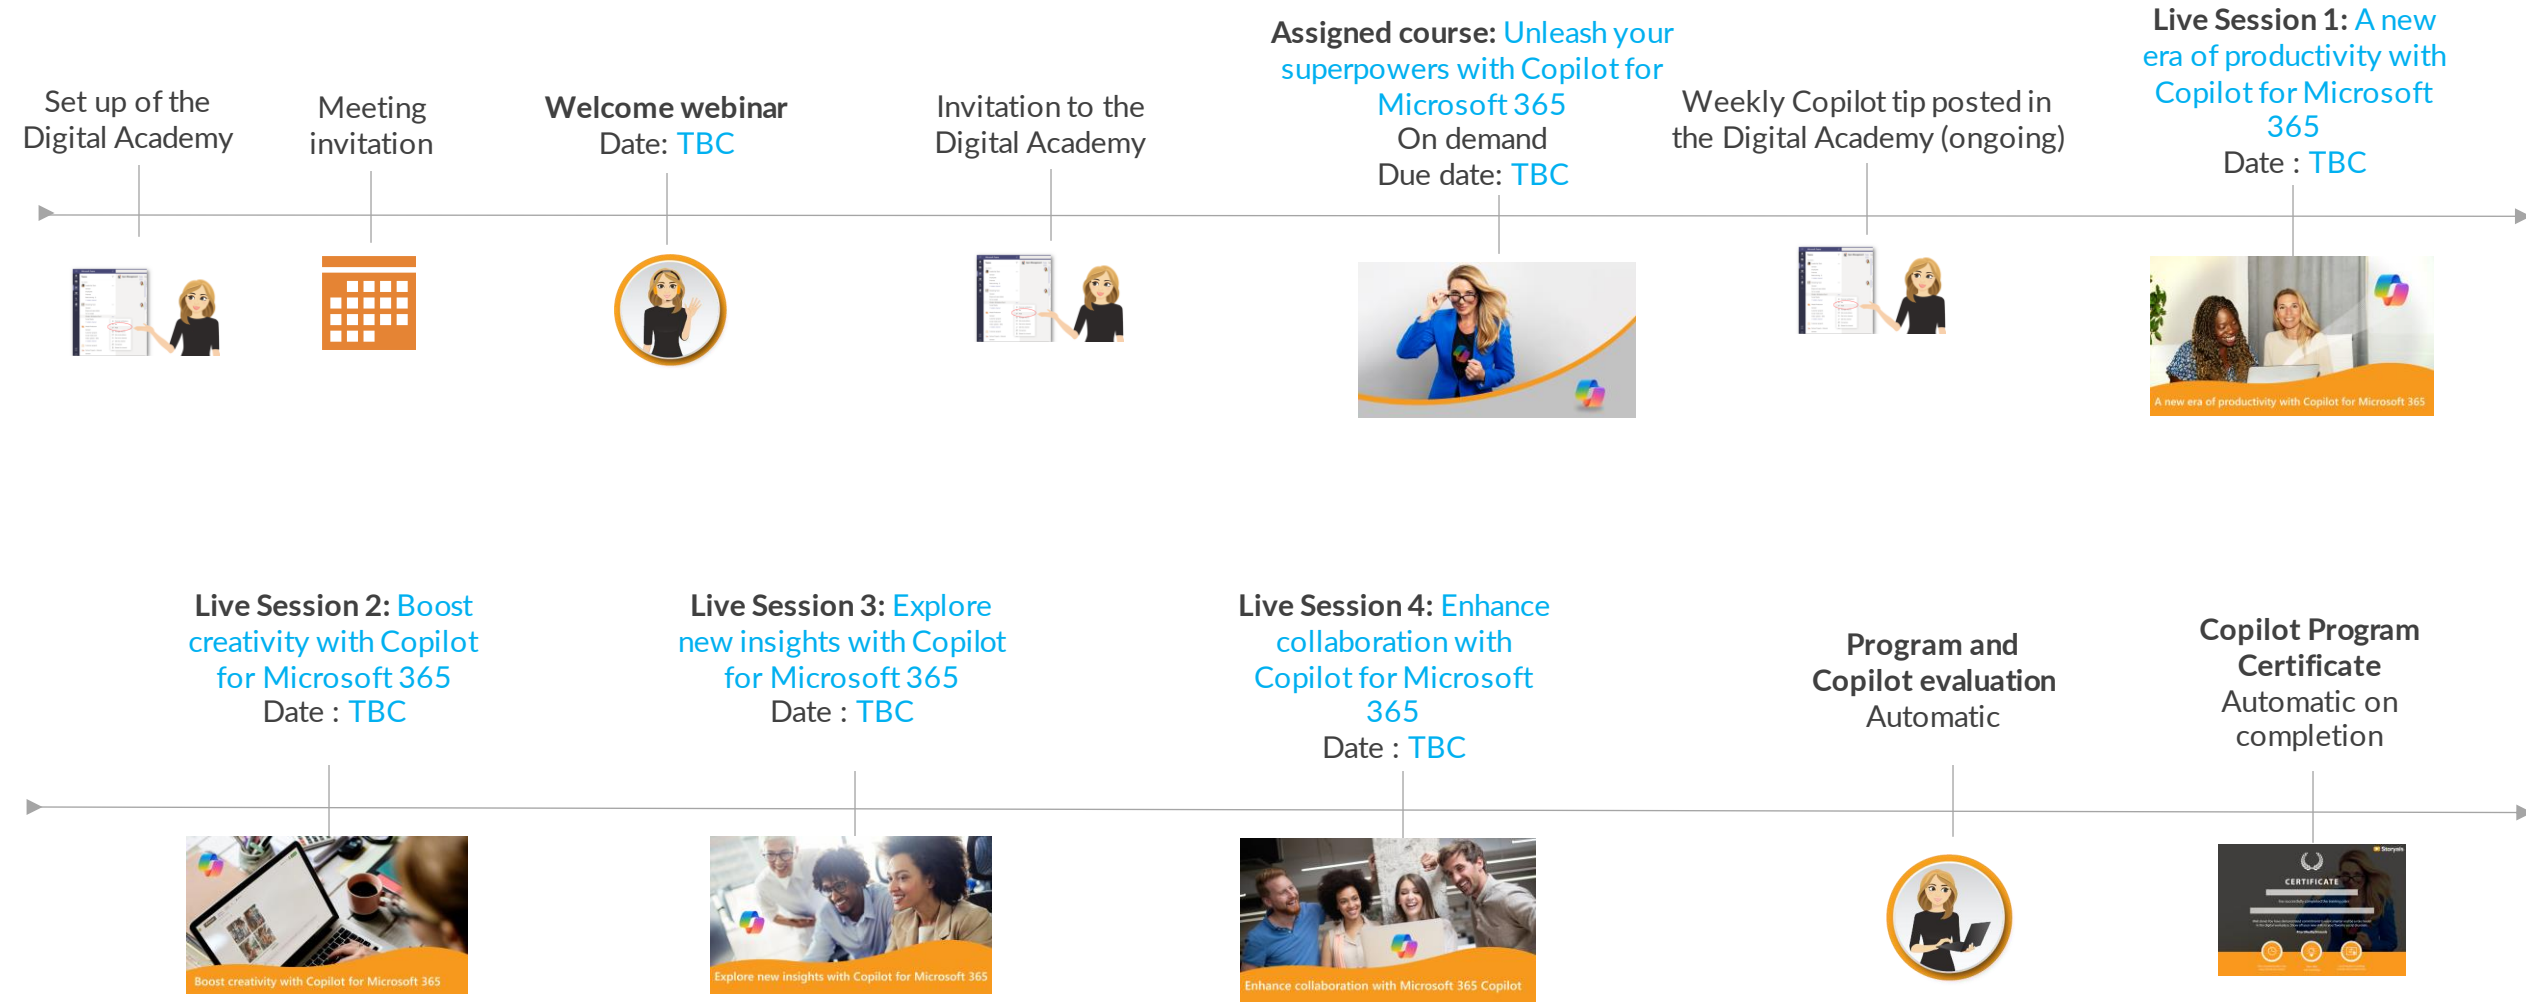 Set up of the
Digital Academy
Meeting
invitation
Welcome webinar
Date: TBC
Invitation to the
Digital Academy
Assigned course: Unleash your
superpowers with Copilot for
Microsoft 365
On demand
Due date: TBC
Weekly Copilot tip posted in
the Digital Academy (ongoing)
Live Session 1: A new
era of productivity with
Copilot for Microsoft
365
Date : TBC
A new era of productivity with Copilot for Microsoft 365
Live Session 2: Boost
creativity with Copilot
for Microsoft 365
Date : TBC
Live Session 3: Explore
new insights with Copilot
for Microsoft 365
Date : TBC
Live Session 4: Enhance
collaboration with
Copilot for Microsoft
365
Date : TBC
Program and
Copilot evaluation
Automatic
Copilot Program
Certificate
Automatic on
completion
Boost creativity with Copilot for Microsoft 365
Explore new insights with Copilot for Microsoft 365
Enhance collaboration with Microsoft 365 Copilot
Storyals
CERTIFICATE